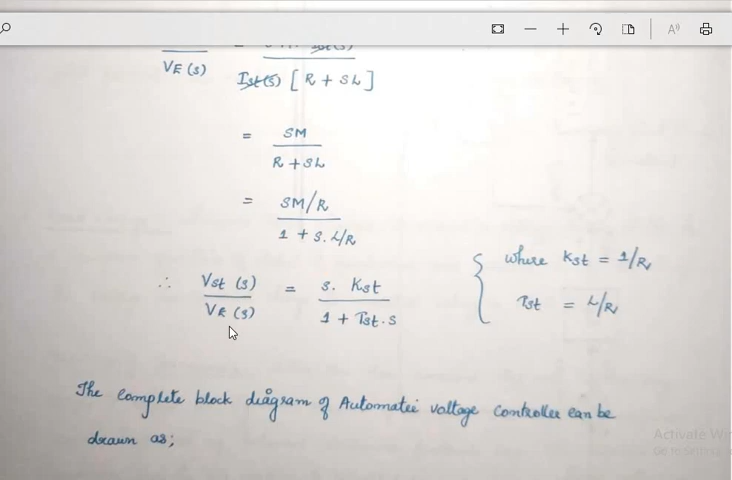 VE (s) = Ist(s) [ R + SL ]
= SM / R + SL
= SM/R / 1 + S. L/R
∴ Vst (s) / VE (s) = s. Kst / 1 + Tst . s
where Kst = 1/R,
Tst = L/R
The complete block diagram of Automatic voltage controller can be
drawn as;
Activate Wi